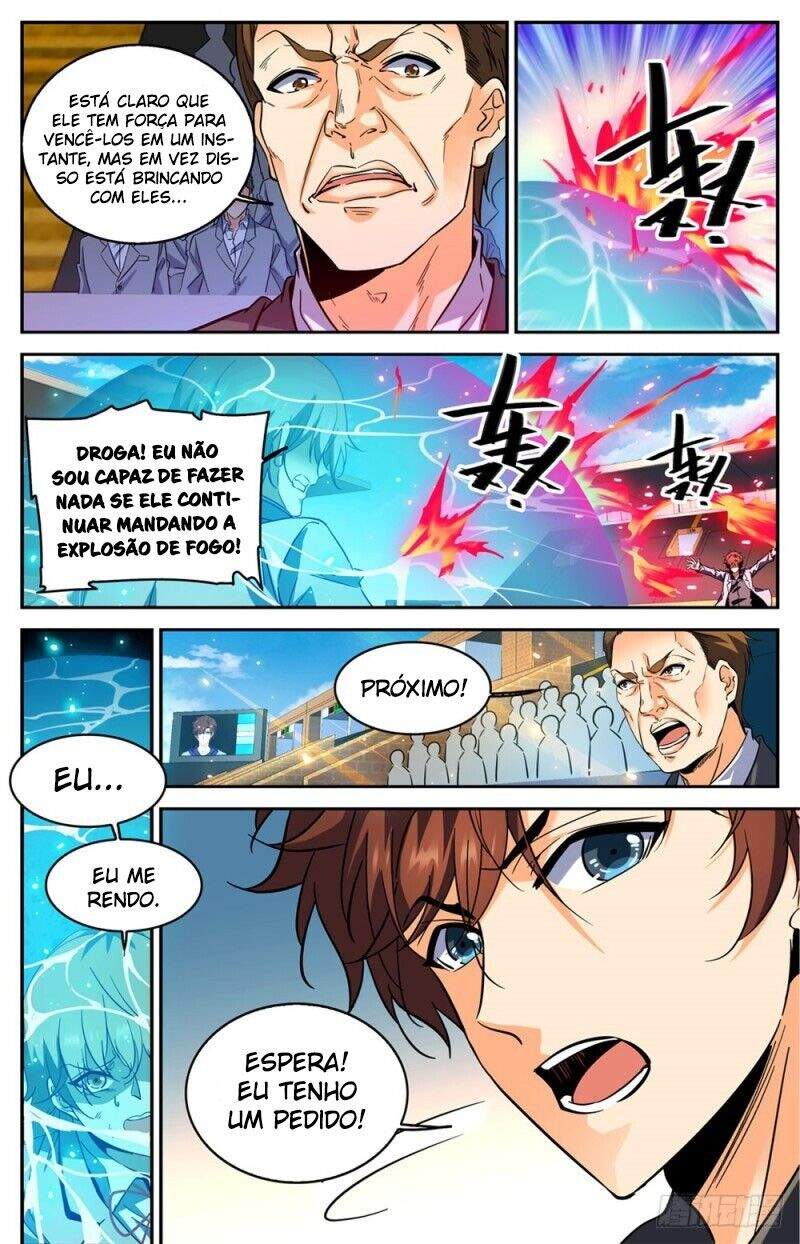 ESTÁ CLARO QUE
ELE TEM FORÇA PARA
VENCÊ-LOS EM UM INS-
TANTE, MAS EM VEZ DIS-
SO ESTÁ BRINCANDO
COM ELES...
DROGA! EU NÃO
SOU CAPAZ DE FAZER
NADA SE ELE CONTI-
NUAR MANDANDO A
EXPLOSÃO DE FOGO!
PRÓXIMO!
EU...
EU ME
RENDO.
ESPERA!
EU TENHO
UM PEDIDO!